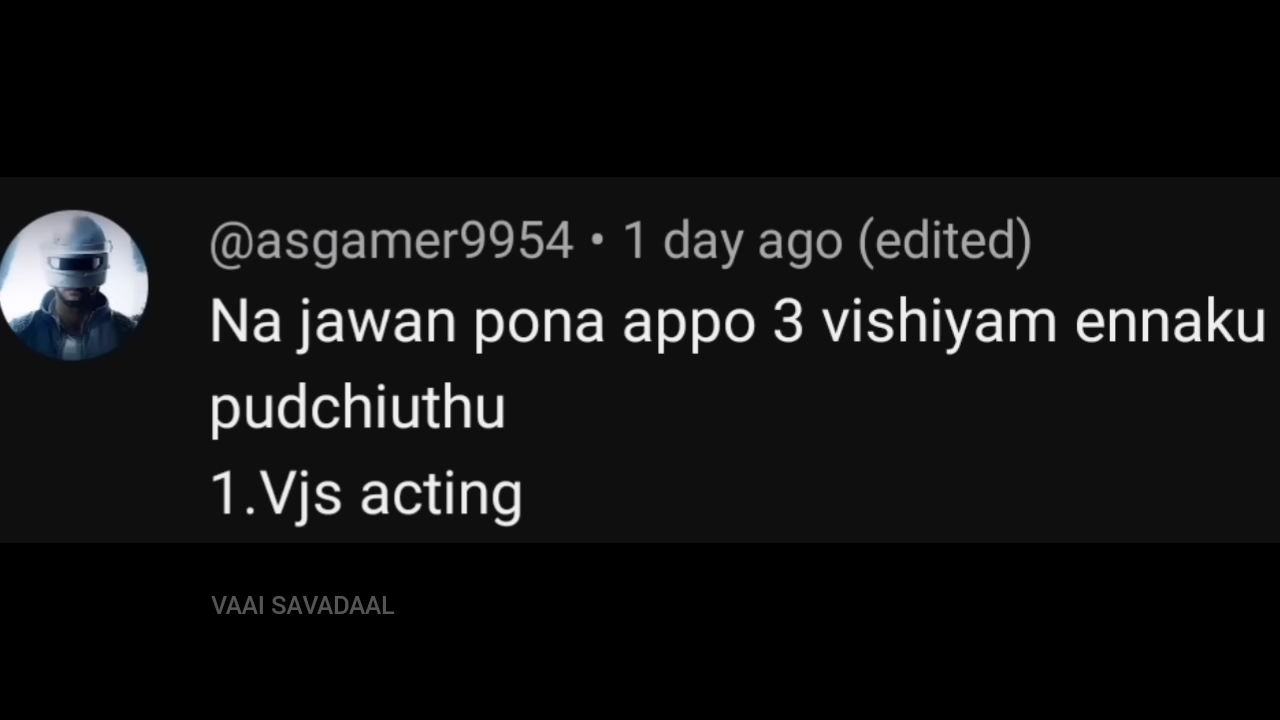 @asgamer9954 • 1 day ago (edited)
Na jawan pona appo 3 vishiyam ennaku
pudchiuthu
1.Vjs acting
VAAI SAVADAAL